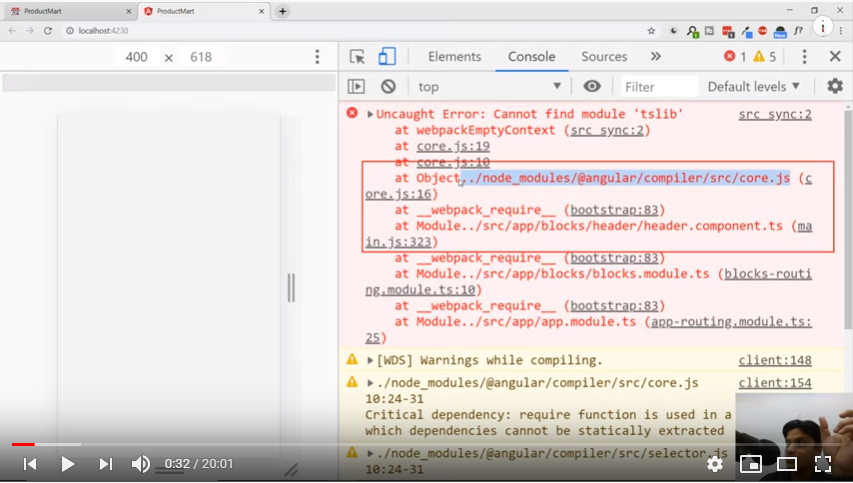 ProductMart
ProductMart
localhost:4230
400 x 618
Elements Console Sources
1 5
top
Filter
Default levels
Uncaught Error: Cannot find module 'tslib' src sync:2
at webpackEmptyContext (src sync:2)
at core.js:19
at core.js:10
at Object../node_modules/@angular/compiler/src/core.js (c
ore.js:16)
at __webpack_require__ (bootstrap:83)
at Module../src/app/blocks/header/header.component.ts (ma
in.js:323)
at __webpack_require__ (bootstrap:83)
at Module../src/app/blocks/blocks.module.ts (blocks-routi
ng.module.ts:10)
at __webpack_require__ (bootstrap:83)
at Module../src/app/app.module.ts (app-routing.module.ts:
25)
[WDS] Warnings while compiling. client:148
./node_modules/@angular/compiler/src/core.js client:154
10:24-31
Critical dependency: require function is used in a
which dependencies cannot be statically extracted
./node_modules/@angular/compiler/src/selector.js
10:24-31
0:32 / 20:01